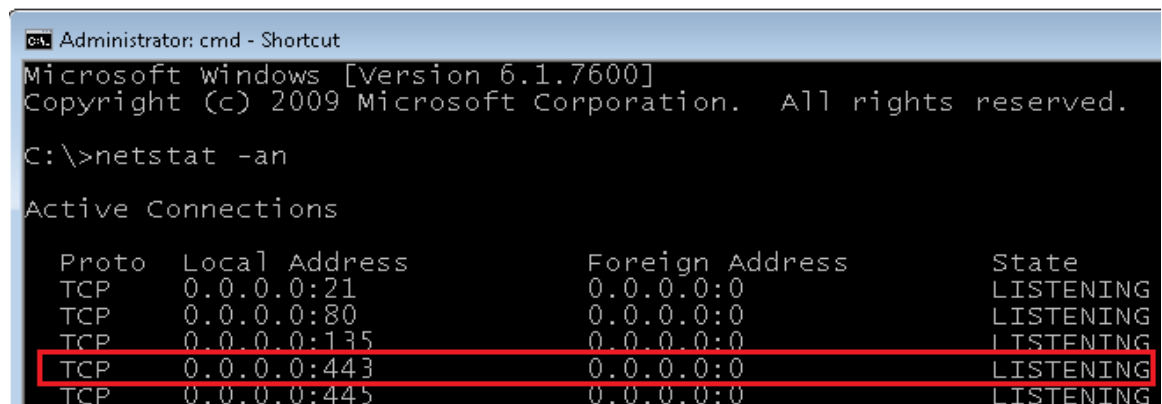 Administrator: cmd - Shortcut
Microsoft Windows [Version 6.1.7600]
Copyright (c) 2009 Microsoft Corporation.  All rights reserved.
C:\>netstat -an
Active Connections
Proto  Local Address          Foreign Address        State
TCP    0.0.0.0:21             0.0.0.0:0              LISTENING
TCP    0.0.0.0:80             0.0.0.0:0              LISTENING
TCP    0.0.0.0:135            0.0.0.0:0              LISTENING
TCP    0.0.0.0:443            0.0.0.0:0              LISTENING
TCP    0.0.0.0:445            0.0.0.0:0              LISTENING